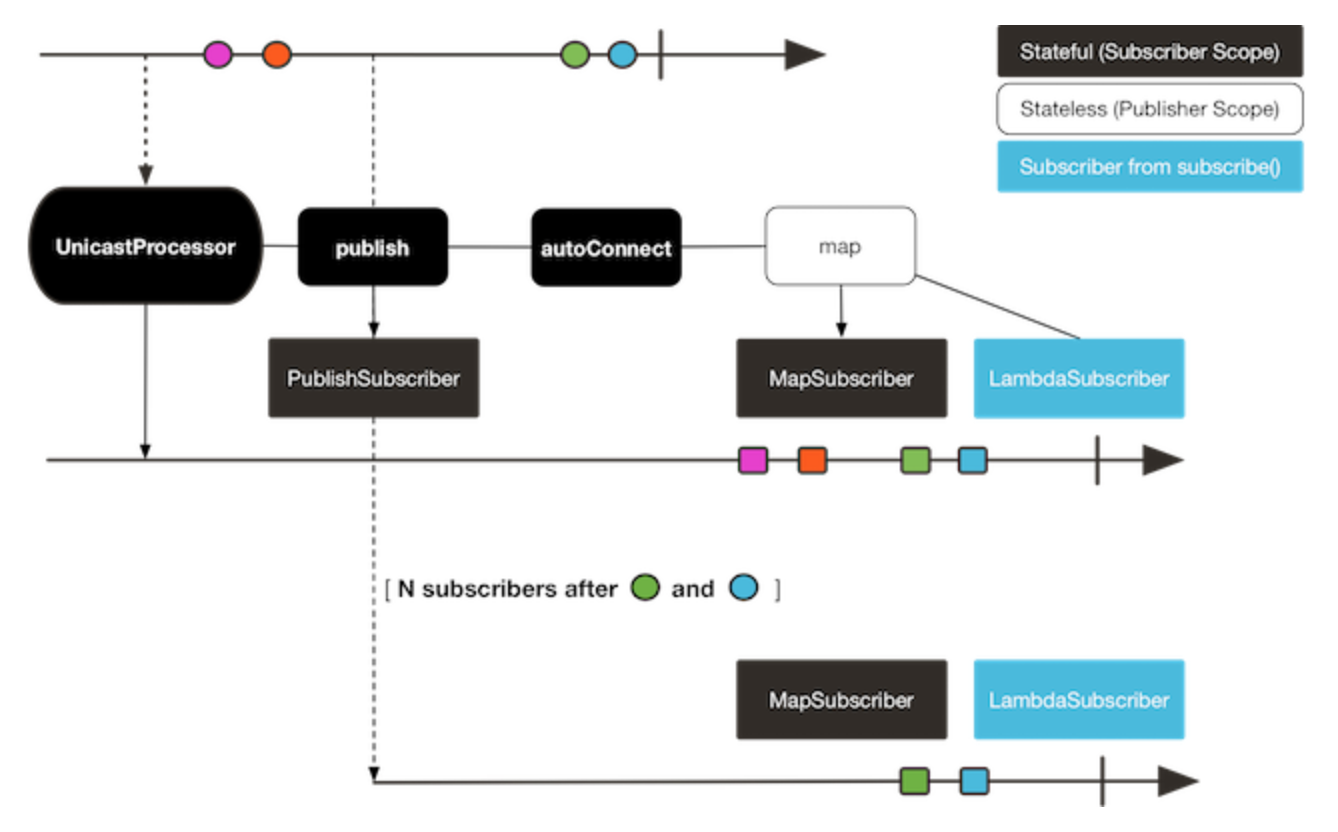 Stateful (Subscriber Scope)
Stateless (Publisher Scope)
Subscriber from subscribe()
UnicastProcessor
publish
autoConnect
map
PublishSubscriber
MapSubscriber
LambdaSubscriber
[ N subscribers after and ]
MapSubscriber
LambdaSubscriber